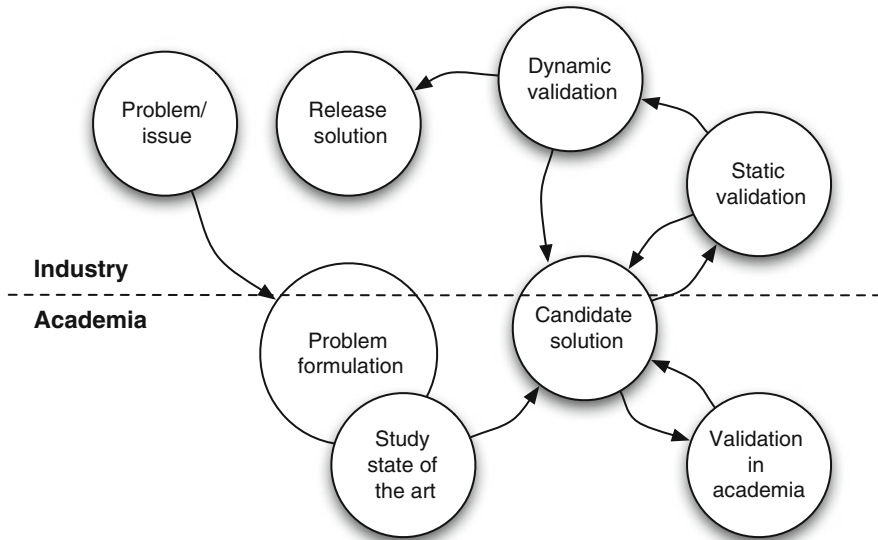 Problem/
issue
Release
solution
Dynamic
validation
Static
validation
Industry
Academia
Problem
formulation
Candidate
solution
Study
state of
the art
Validation
in
academia